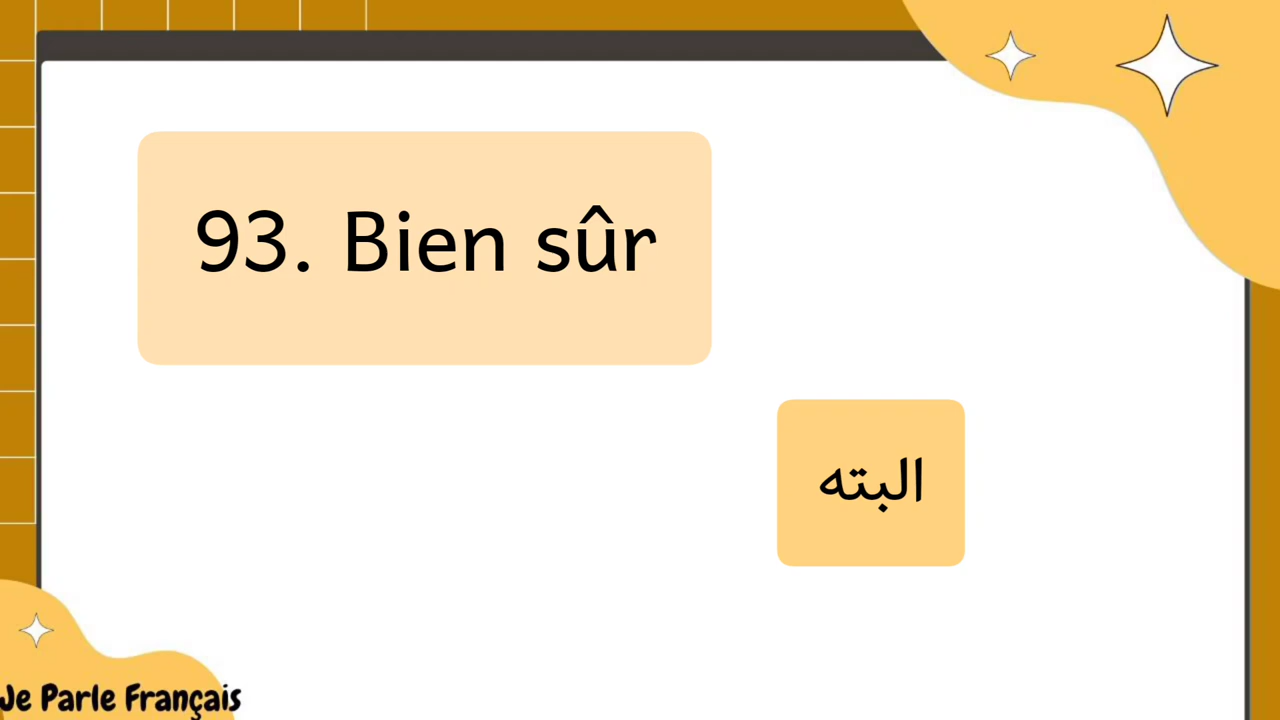 93. Bien sûr
البته
Je Parle Français